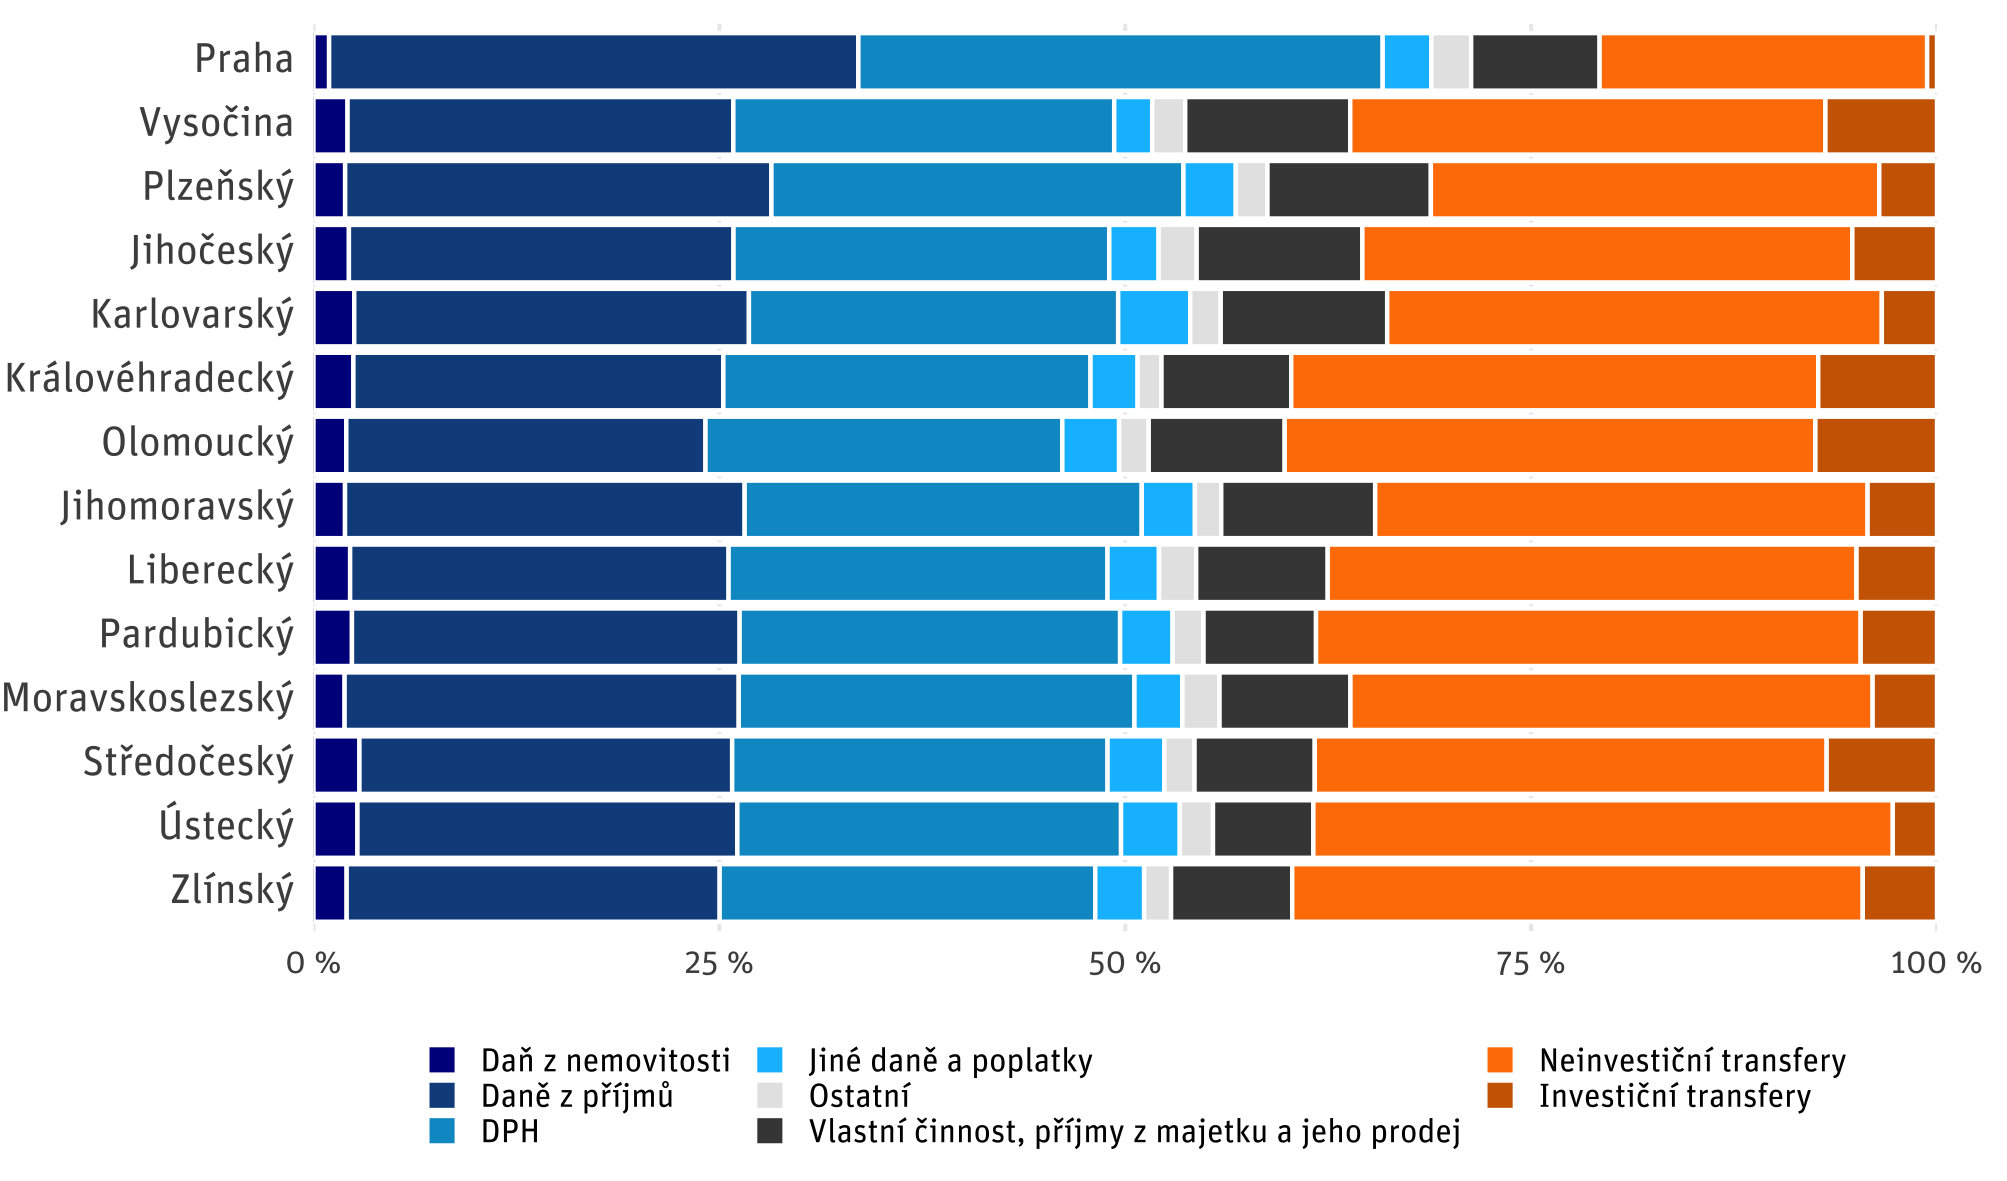 Praha
Vysočina
Plzeňský
Jihočeský
Karlovarský
Královéhradecký
Olomoucký
Jihomoravský
Liberecký
Pardubický
Moravskoslezský
Středočeský
Ústecký
Zlínský
0 % 25 % 50 % 75 % 100 %
Daň z nemovitosti Jiné daně a poplatky Neinvestiční transfery
Daně z příjmů Ostatní Investiční transfery
DPH Vlastní činnost, příjmy z majetku a jeho prodej